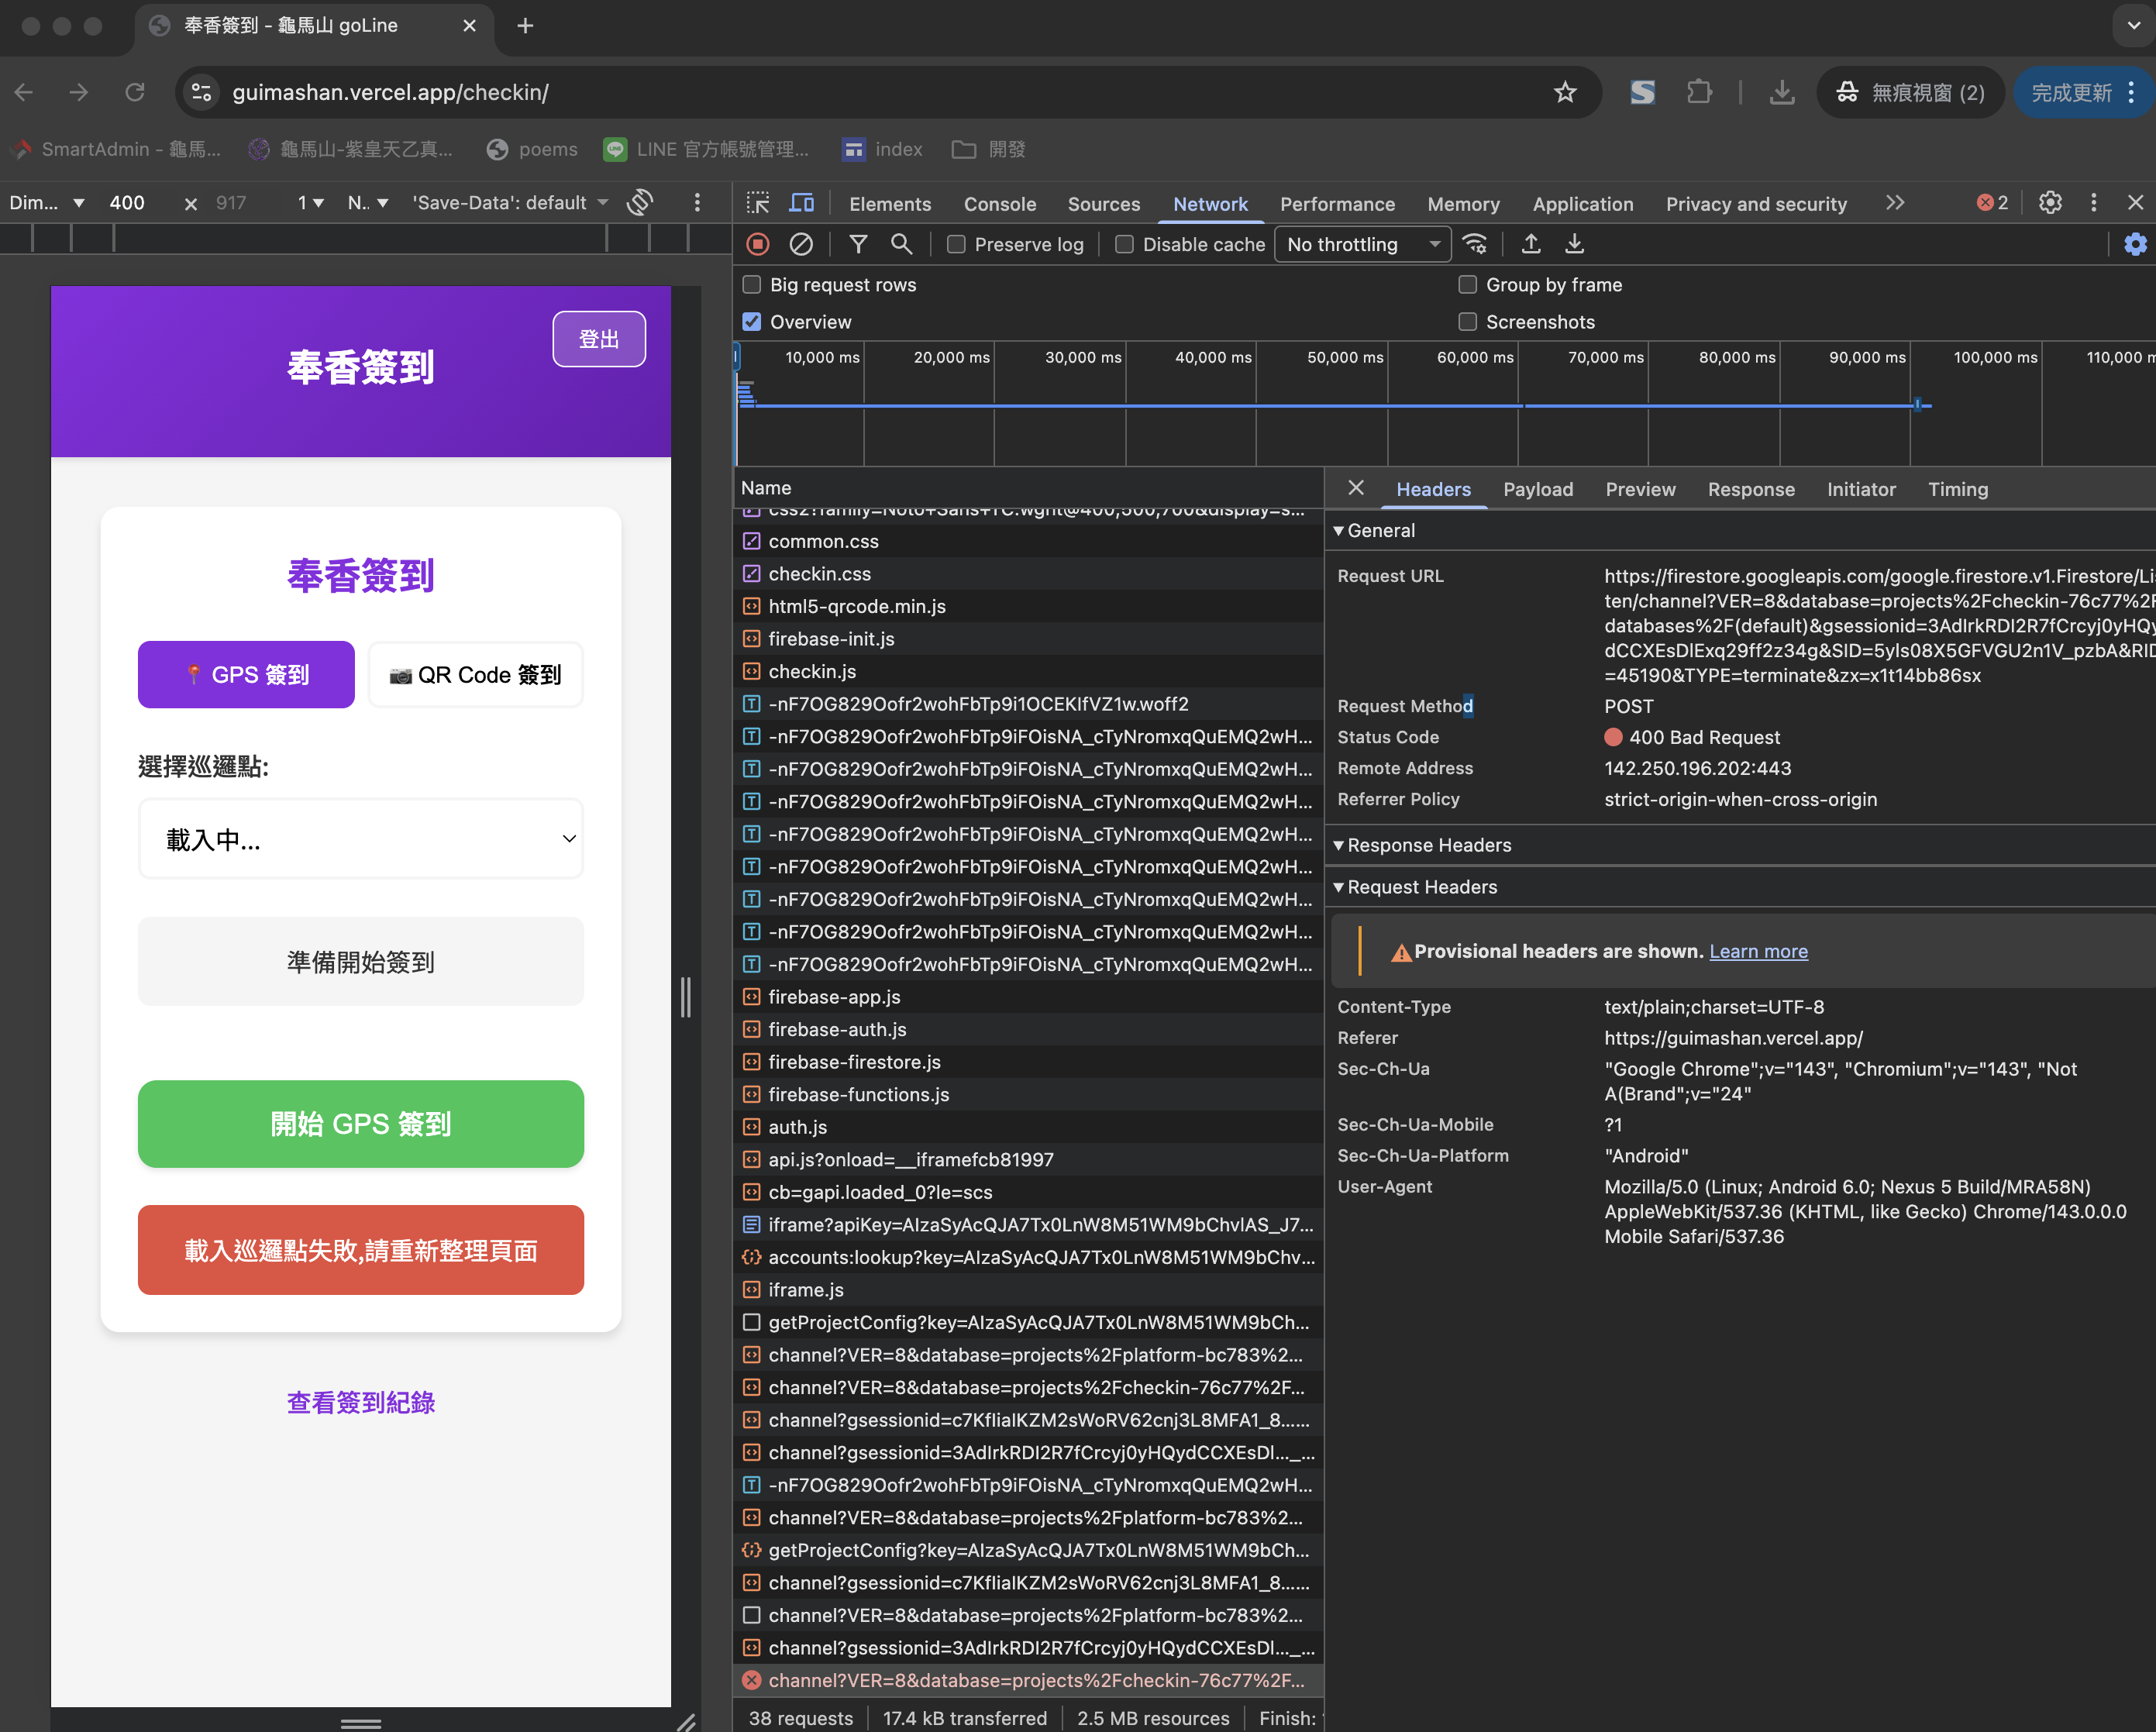 奉香簽到 - 龜馬山 goLine
guimashan.vercel.app/checkin/
無痕視窗 (2)
完成更新
SmartAdmin - 龜馬...
龜馬山-紫皇天乙真...
poems
LINE 官方帳號管理...
index
開發
Dim...
400
917
1
N..
'Save-Data': default
Elements
Console
Sources
Network
Performance
Memory
Application
Privacy and security
2
Preserve log
Disable cache
No throttling
Big request rows
Group by frame
Overview
Screenshots
10,000 ms
20,000 ms
30,000 ms
40,000 ms
50,000 ms
60,000 ms
70,000 ms
80,000 ms
90,000 ms
100,000 ms
110,000 m
奉香簽到
登出
奉香簽到
GPS 簽到
QR Code 簽到
選擇巡邏點:
載入中...
準備開始簽到
開始 GPS 簽到
載入巡邏點失敗,請重新整理頁面
查看簽到紀錄
Name
css2?family=Noto+Sans+TC:wght@400;500;700&display=s...
common.css
checkin.css
html5-qrcode.min.js
firebase-init.js
checkin.js
-nF7OG829Oofr2wohFbTp9i1OCEKIfVZ1w.woff2
-nF7OG829Oofr2wohFbTp9iFOisNA_cTyNromxqQuEMQ2wH...
-nF7OG829Oofr2wohFbTp9iFOisNA_cTyNromxqQuEMQ2wH...
-nF7OG829Oofr2wohFbTp9iFOisNA_cTyNromxqQuEMQ2wH...
-nF7OG829Oofr2wohFbTp9iFOisNA_cTyNromxqQuEMQ2wH...
-nF7OG829Oofr2wohFbTp9iFOisNA_cTyNromxqQuEMQ2wH...
-nF7OG829Oofr2wohFbTp9iFOisNA_cTyNromxqQuEMQ2wH...
-nF7OG829Oofr2wohFbTp9iFOisNA_cTyNromxqQuEMQ2wH...
-nF7OG829Oofr2wohFbTp9iFOisNA_cTyNromxqQuEMQ2wH...
firebase-app.js
firebase-auth.js
firebase-firestore.js
firebase-functions.js
auth.js
api.js?onload=__iframefcb81997
cb=gapi.loaded_0?le=scs
iframe?apiKey=AIzaSyAcQJA7Tx0LnW8M51WM9bChvlAS_J7...
accounts:lookup?key=AIzaSyAcQJA7Tx0LnW8M51WM9bChv...
iframe.js
getProjectConfig?key=AIzaSyAcQJA7Tx0LnW8M51WM9bCh...
channel?VER=8&database=projects%2Fplatform-bc783%2...
channel?VER=8&database=projects%2Fcheckin-76c77%2F...
channel?gsessionid=c7KfIialKZM2sWoRV62cnj3L8MFA1_8......
channel?gsessionid=3AdIrkRDI2R7fCrcyj0yHQydCCXEsDl..._...
-nF7OG829Oofr2wohFbTp9iFOisNA_cTyNromxqQuEMQ2wH...
channel?VER=8&database=projects%2Fplatform-bc783%2...
getProjectConfig?key=AIzaSyAcQJA7Tx0LnW8M51WM9bCh...
channel?gsessionid=c7KfIialKZM2sWoRV62cnj3L8MFA1_8......
channel?VER=8&database=projects%2Fplatform-bc783%2...
channel?gsessionid=3AdIrkRDI2R7fCrcyj0yHQydCCXEsDl..._...
channel?VER=8&database=projects%2Fcheckin-76c77%2F...
38 requests
17.4 kB transferred
2.5 MB resources
Finish:
Headers
Payload
Preview
Response
Initiator
Timing
General
Request URL
https://firestore.googleapis.com/google.firestore.v1.Firestore/Lis
ten/channel?VER=8&database=projects%2Fcheckin-76c77%2F
databases%2F(default)&gsessionid=3AdIrkRDI2R7fCrcyj0yHQy
dCCXEsDlExq29ff2z34g&SID=5yls08X5GFVGU2n1V_pzbA&RID
=45190&TYPE=terminate&zx=x1t14bb86sx
Request Method
POST
Status Code
400 Bad Request
Remote Address
142.250.196.202:443
Referrer Policy
strict-origin-when-cross-origin
Response Headers
Request Headers
Provisional headers are shown. Learn more
Content-Type
text/plain;charset=UTF-8
Referer
https://guimashan.vercel.app/
Sec-Ch-Ua
"Google Chrome";v="143", "Chromium";v="143", "Not
A(Brand";v="24"
Sec-Ch-Ua-Mobile
?1
Sec-Ch-Ua-Platform
"Android"
User-Agent
Mozilla/5.0 (Linux; Android 6.0; Nexus 5 Build/MRA58N)
AppleWebKit/537.36 (KHTML, like Gecko) Chrome/143.0.0.0
Mobile Safari/537.36